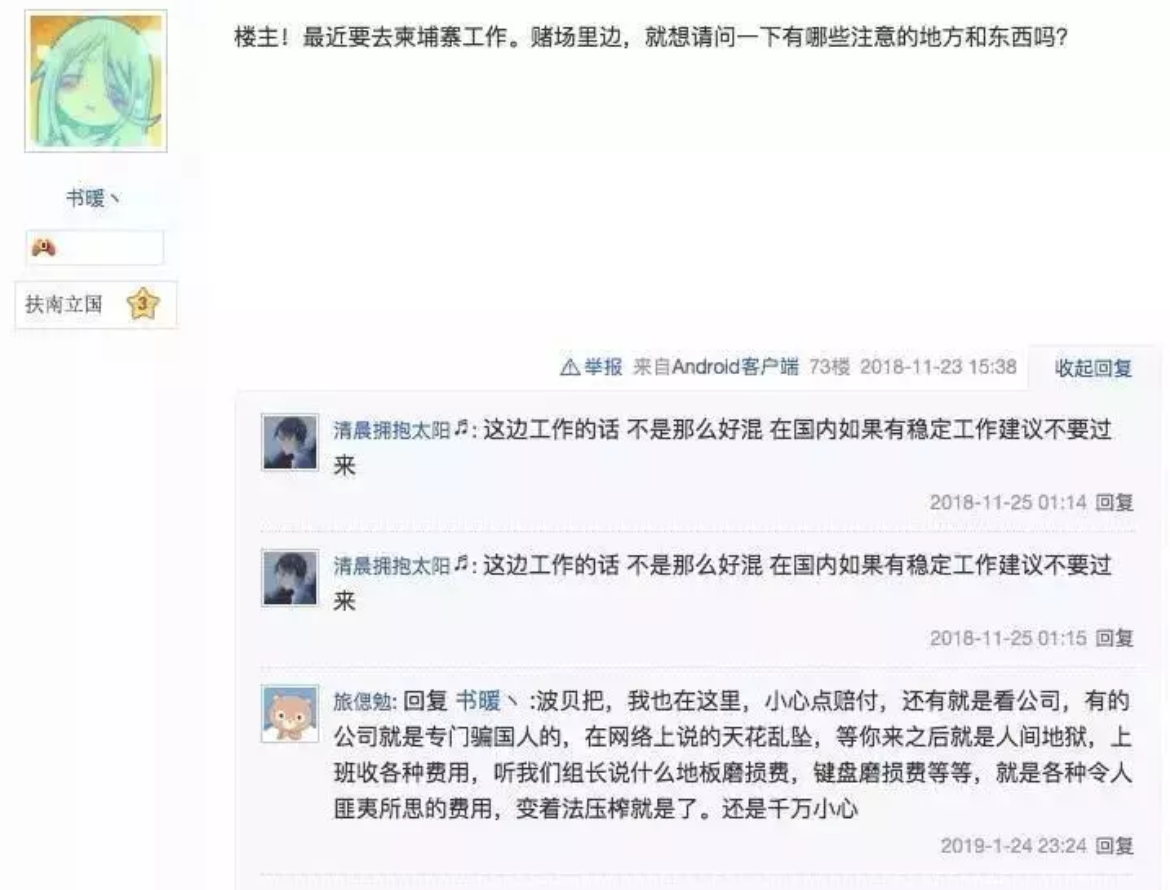 楼主！最近要去柬埔寨工作。赌场里边，就想请问一下有哪些注意的地方和东西吗?
书暖丶
扶南立国 3
举报 来自Android客户端 73楼 2018-11-23 15:38 收起回复
清晨拥抱太阳♬: 这边工作的话 不是那么好混 在国内如果有稳定工作建议不要过
来
2018-11-25 01:14 回复
清晨拥抱太阳♬: 这边工作的话 不是那么好混 在国内如果有稳定工作建议不要过
来
2018-11-25 01:15 回复
旅偲勉: 回复 书暖丶 :波贝把，我也在这里，小心点赔付，还有就是看公司，有的
公司就是专门骗国人的，在网络上说的天花乱坠，等你来之后就是人间地狱，上
班收各种费用，听我们组长说什么地板磨损费，键盘磨损费等等，就是各种令人
匪夷所思的费用，变着法压榨就是了。还是千万小心
2019-1-24 23:24 回复